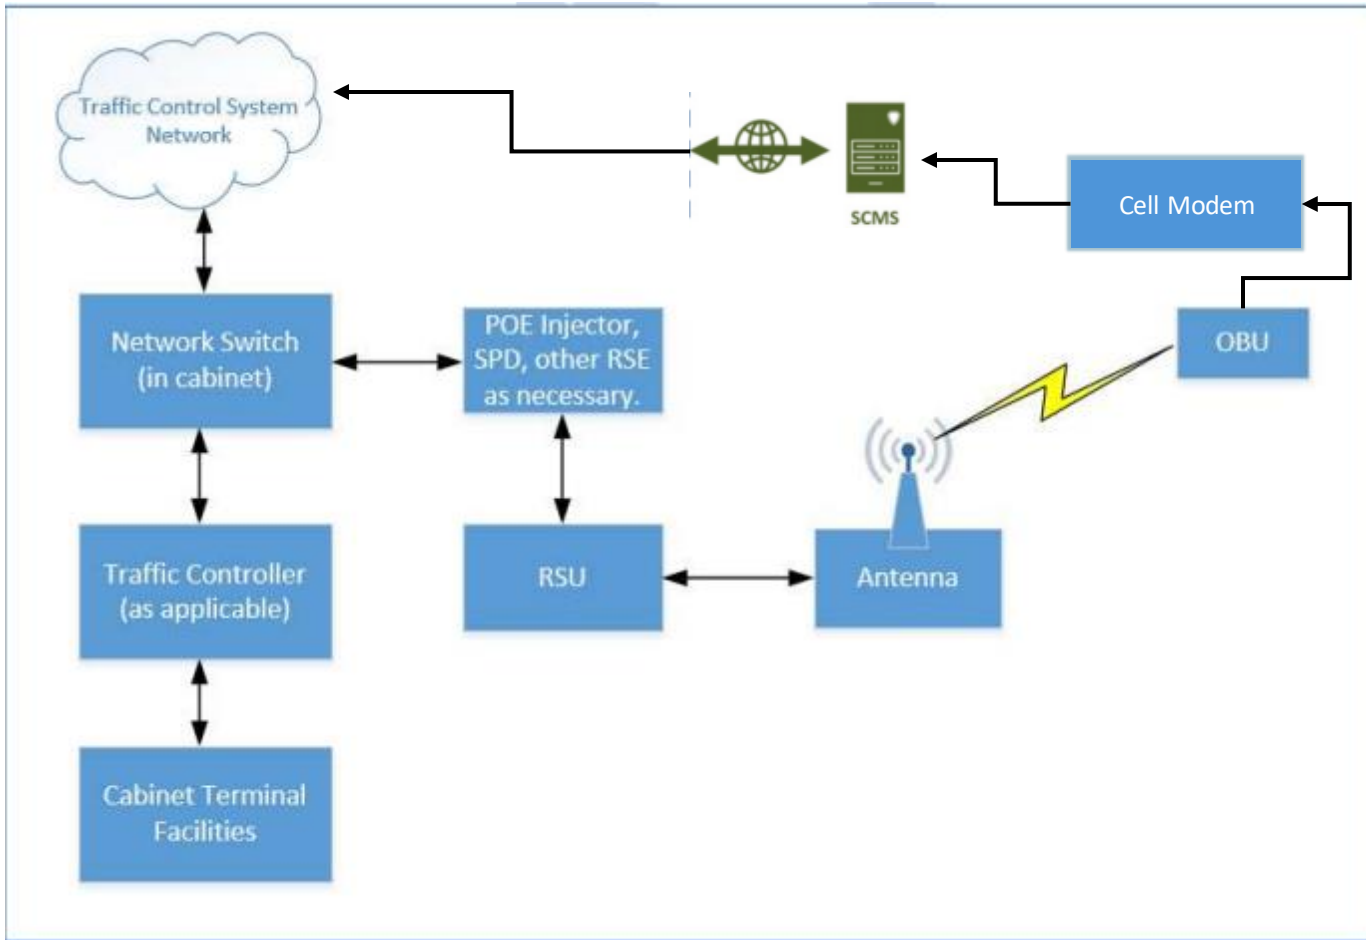 Traffic Control System
Network
SCMS
Cell Modem
Network Switch
(in cabinet)
POE Injector,
SPD, other RSE
as necessary.
OBU
Traffic Controller
(as applicable)
RSU
Antenna
Cabinet Terminal
Facilities